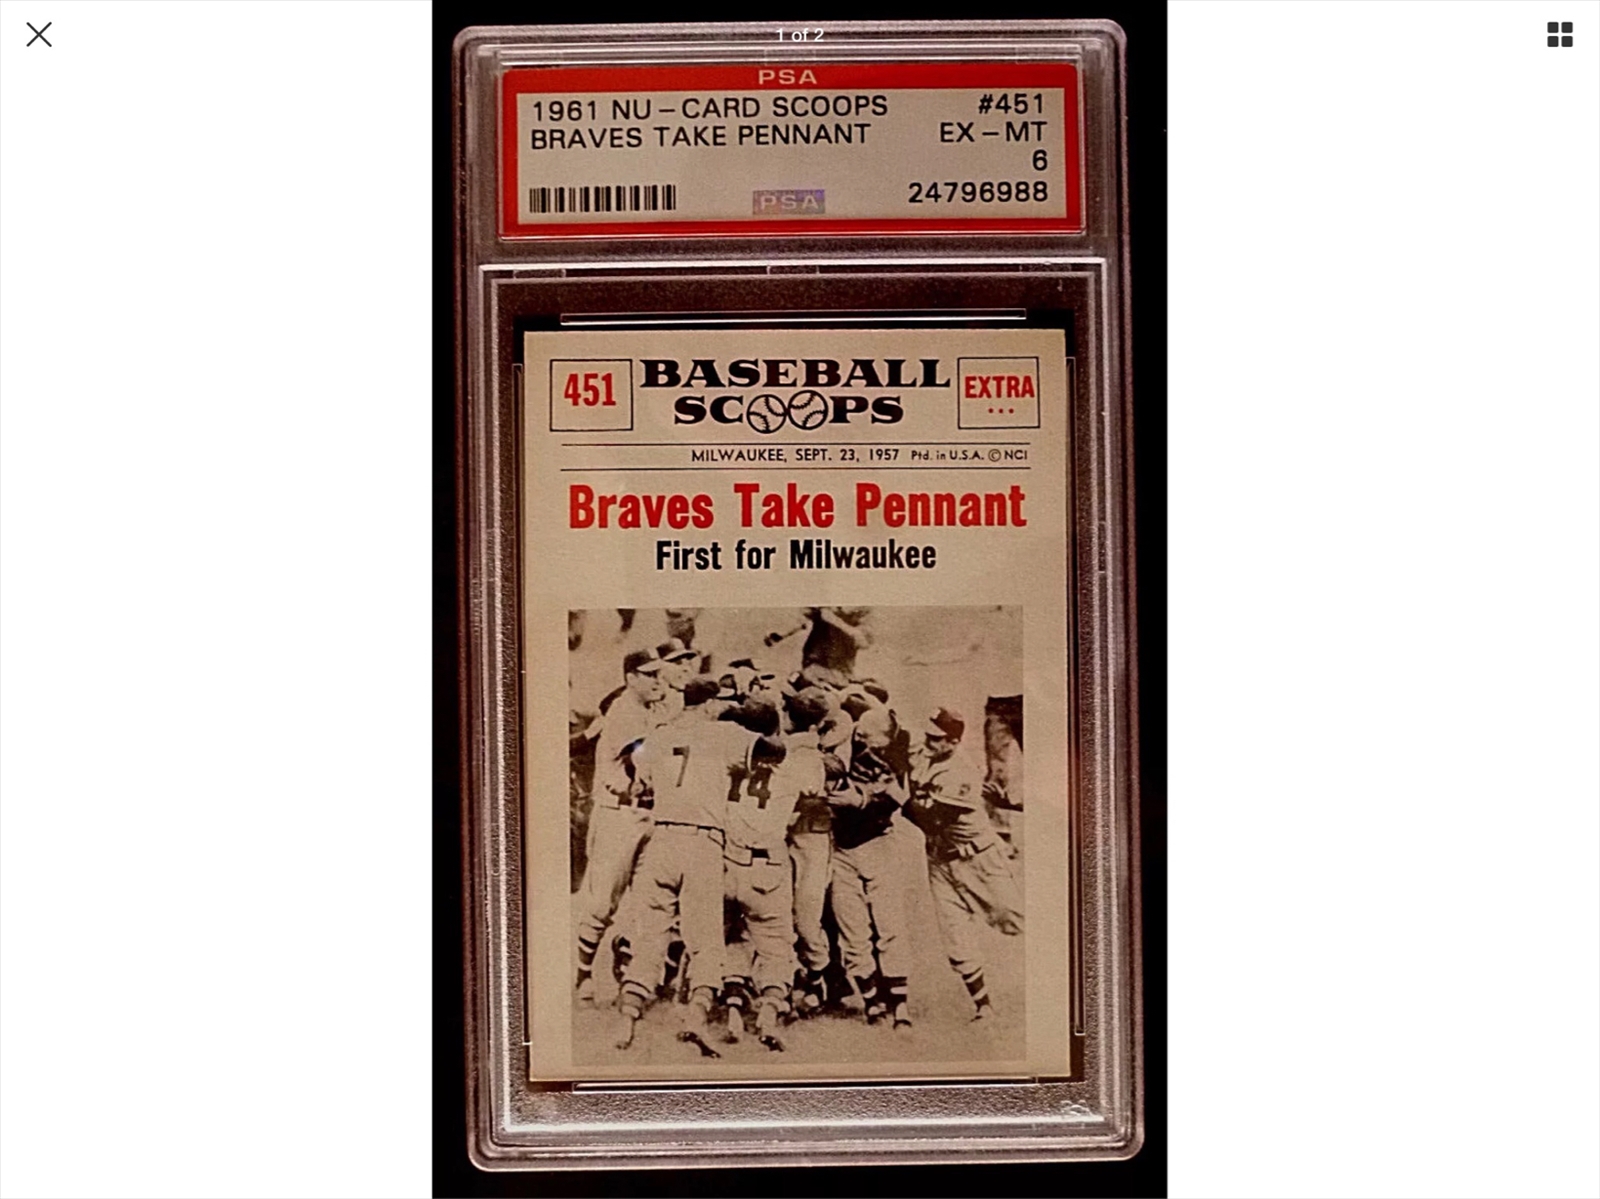 1 of 2
PSA
1961 NU-CARD SCOOPS #451
BRAVES TAKE PENNANT EX-MT
6
PSA 24796988
451 BASEBALL SCOOPS EXTRA
...
MILWAUKEE, SEPT. 23, 1957 Ptd. in U.S.A. © NCI
Braves Take Pennant
First for Milwaukee
7
14